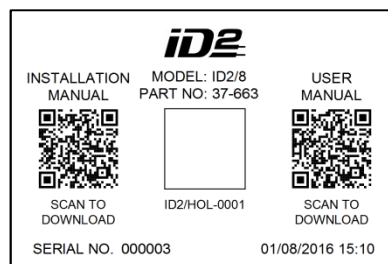 iD2
INSTALLATION
MANUAL
SCAN TO
DOWNLOAD
MODEL: ID2/8
PART NO: 37-663
ID2/HOL-0001
USER
MANUAL
SCAN TO
DOWNLOAD
SERIAL NO. 000003
01/08/2016 15:10